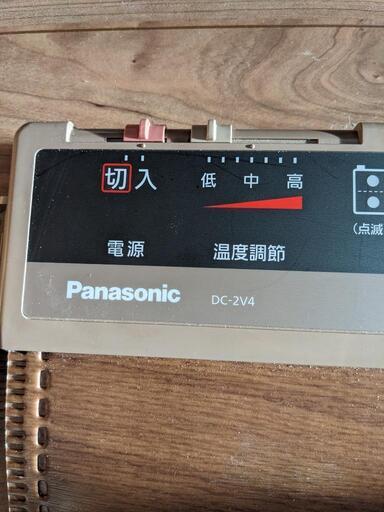 切 入
低 中 高
電源
温度調節
(点滅
Panasonic
DC-2V4